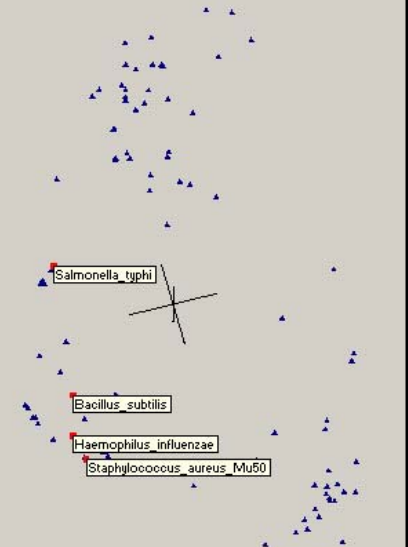 Salmonella_typhi
Bacillus_subtilis
Haemophilus_influenzae
Staphylococcus_aureus_Mu50